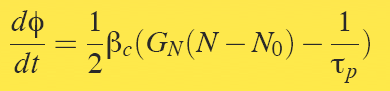 dϕ/dt = 1/2 β_c(G_N(N − N_0) − 1/τ_p)